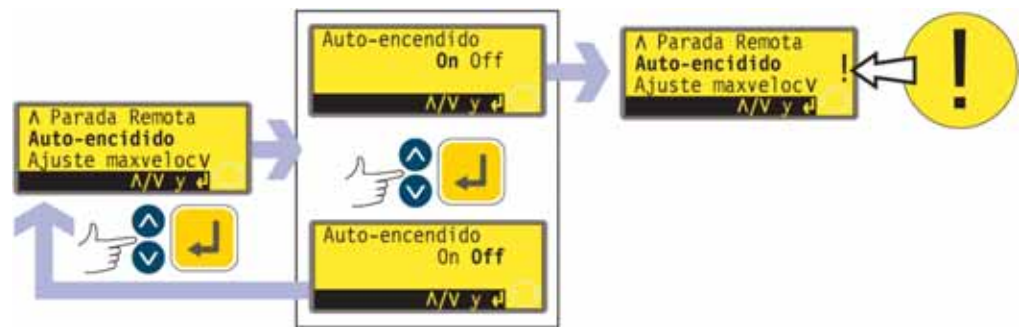 Λ Parada Remota
Auto-encidido
Ajuste maxvelocV
Λ/V y ↲
Auto-encendido
On Off
Λ/V y ↲
Auto-encendido
On Off
Λ/V y ↲
Λ Parada Remota
Auto-encidido !
Ajuste maxvelocV
Λ/V y ↲
!